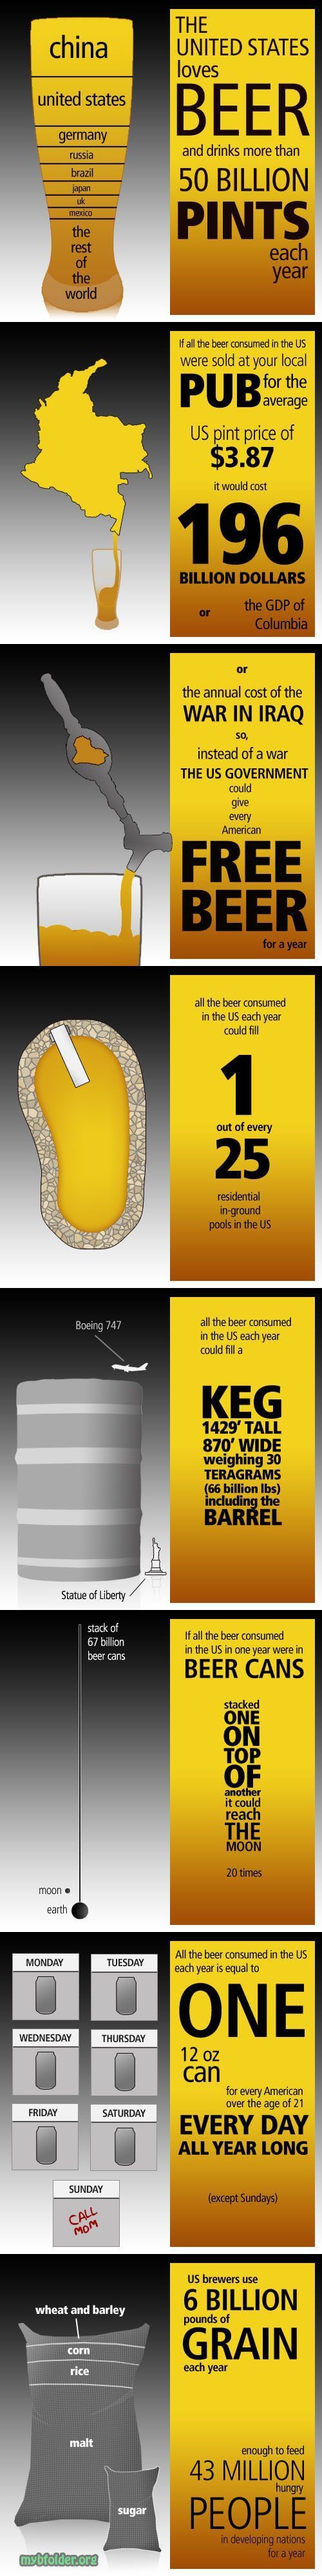 china
united states
germany
russia
brazil
japan
uk
mexico
the
rest
of
the
world
THE
UNITED STATES
loves
BEER
and drinks more than
50 BILLION
PINTS
each
year
If all the beer consumed in the US
were sold at your local
PUB for the
average
US pint price of
$3.87
it would cost
196
BILLION DOLLARS
or the GDP of
Columbia
or
the annual cost of the
WAR IN IRAQ
so,
instead of a war
THE US GOVERNMENT
could
give
every
American
FREE
BEER
for a year
all the beer consumed
in the US each year
could fill
1
out of every
25
residential
in-ground
pools in the US
Boeing 747
Statue of Liberty
all the beer consumed
in the US each year
could fill a
KEG
1429' TALL
870' WIDE
weighing 30
TERAGRAMS
(66 billion lbs)
including the
BARREL
stack of
67 billion
beer cans
moon
earth
If all the beer consumed
in the US in one year were in
BEER CANS
stacked
ONE
ON
TOP
OF
another
it could
reach
THE
MOON
20 times
MONDAY
TUESDAY
WEDNESDAY
THURSDAY
FRIDAY
SATURDAY
SUNDAY
CALL
MOM
All the beer consumed in the US
each year is equal to
ONE
12 oz
can
for every American
over the age of 21
EVERY DAY
ALL YEAR LONG
(except Sundays)
wheat and barley
corn
rice
malt
sugar
mybfolder.org
US brewers use
6 BILLION
pounds of
GRAIN
each year
enough to feed
43 MILLION
hungry
PEOPLE
in developing nations
for a year